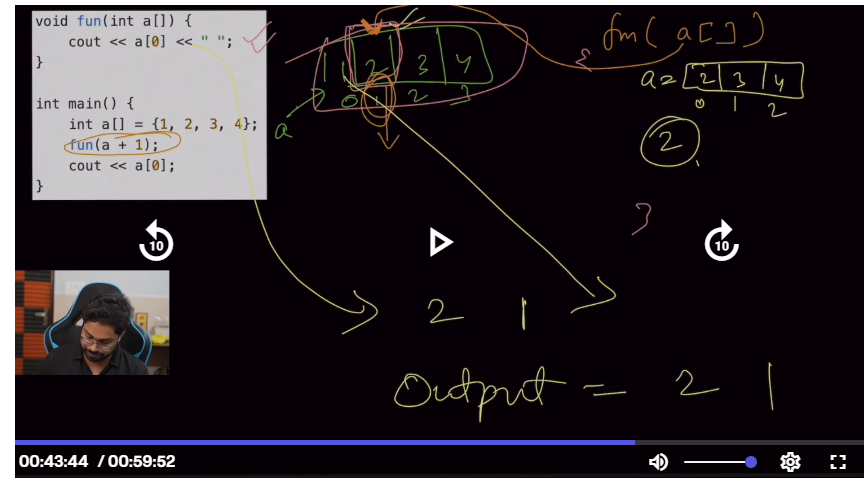 void fun(int a[]) {
cout << a[0] << " ";
}
int main() {
int a[] = {1, 2, 3, 4};
fun(a + 1);
cout << a[0];
}
1 2 3 4
0 1 2 3
a
fun( a[] )
{
a = 2 3 4
0 1 2
2
}
10
10
2 1
Output = 2 1
00:43:44 / 00:59:52